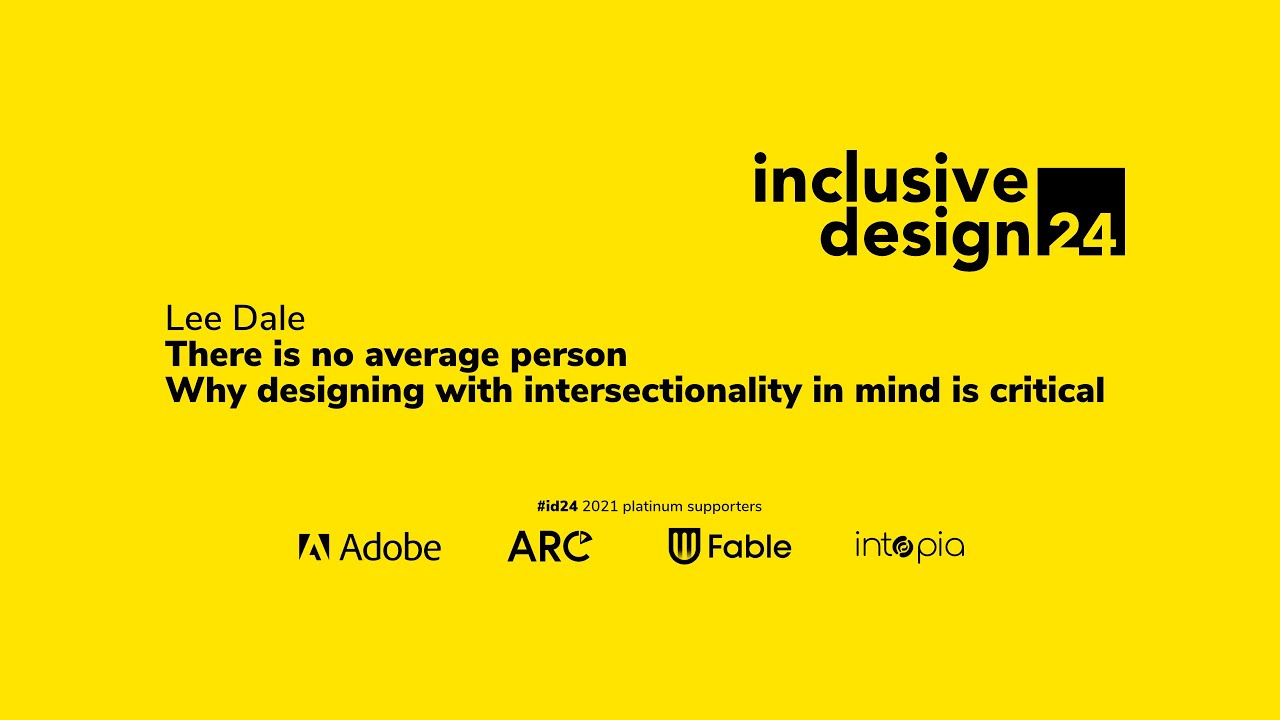 inclusive
design24
Lee Dale
There is no average person
Why designing with intersectionality in mind is critical
#id24 2021 platinum supporters
Adobe ARC Fable intopia